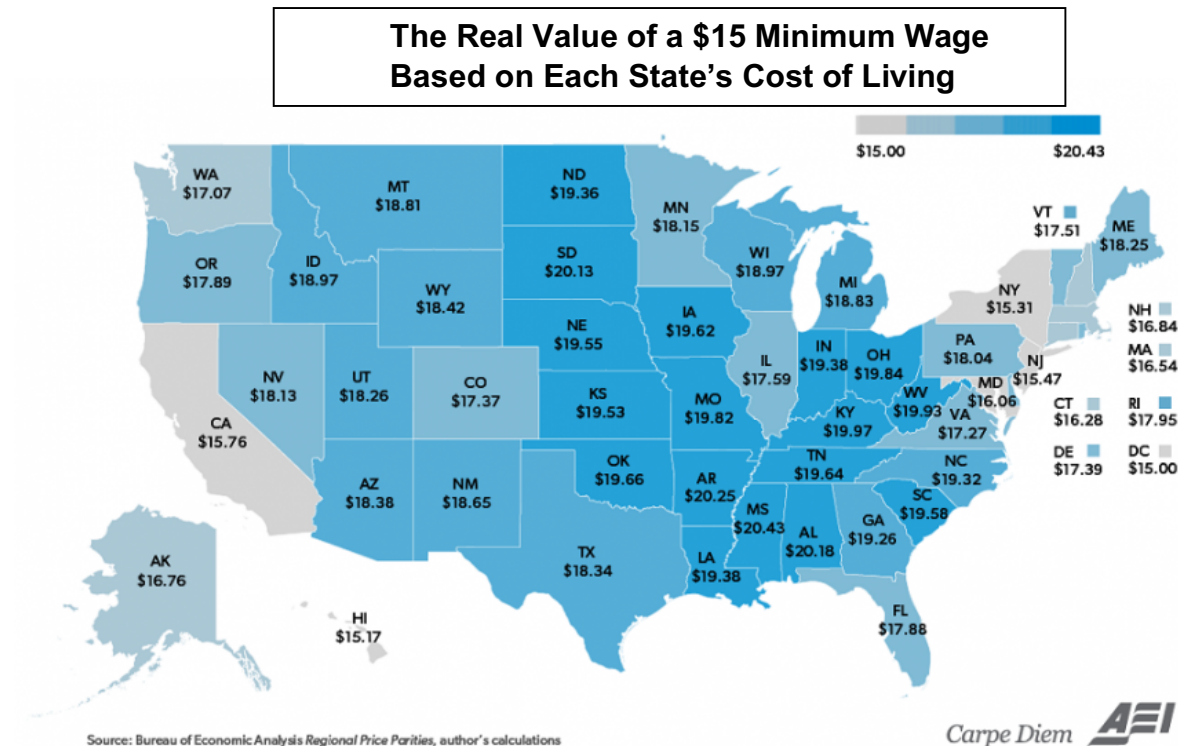 The Real Value of a $15 Minimum Wage
Based on Each State’s Cost of Living
$15.00 $20.43
WA
$17.07
MT
$18.81
ND
$19.36
MN
$18.15
VT
$17.51
ME
$18.25
OR
$17.89
ID
$18.97
SD
$20.13
WI
$18.97
WY
$18.42
MI
$18.83
NY
$15.31
NH
$16.84
IA
$19.62
NE
$19.55
PA
$18.04
MA
$16.54
IL
$17.59
IN
$19.38
OH
$19.84
NJ
$15.47
NV
$18.13
UT
$18.26
CO
$17.37
KS
$19.53
MO
$19.82
WV
$19.93
MD
$16.06
VA
$17.27
CT
$16.28
RI
$17.95
CA
$15.76
KY
$19.97
DE
$17.39
DC
$15.00
AZ
$18.38
NM
$18.65
OK
$19.66
AR
$20.25
TN
$19.64
NC
$19.32
SC
$19.58
MS
$20.43
AL
$20.18
GA
$19.26
TX
$18.34
LA
$19.38
AK
$16.76
HI
$15.17
FL
$17.88
Source: Bureau of Economic Analysis Regional Price Parities, author's calculations
Carpe Diem AEI